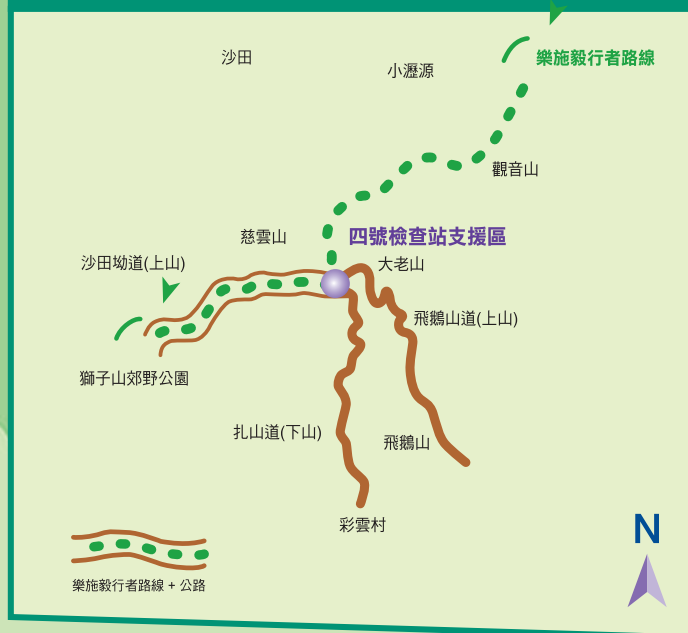 沙田
小瀝源
樂施毅行者路線
觀音山
四號檢查站支援區
慈雲山
大老山
沙田坳道(上山)
飛鵝山道(上山)
獅子山郊野公園
扎山道(下山)
飛鵝山
彩雲村
N
樂施毅行者路線 + 公路